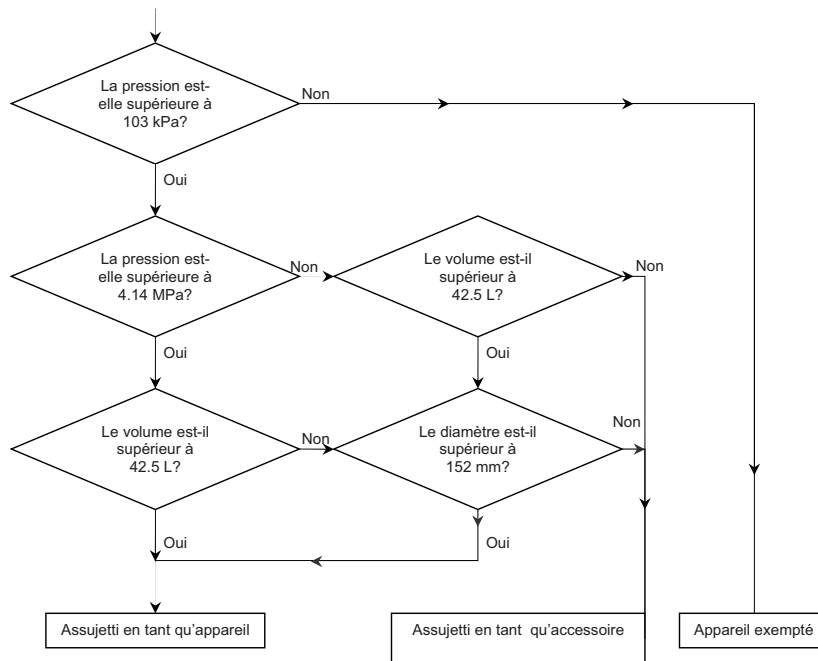 La pression est-
elle supérieure à
103 kPa?
Non
Oui
La pression est-
elle supérieure à
4.14 MPa?
Non
Le volume est-il
supérieur à
42.5 L?
Non
Oui
Oui
Le volume est-il
supérieur à
42.5 L?
Non
Le diamètre est-il
supérieur à
152 mm?
Non
Oui
Oui
Assujetti en tant qu'appareil
Assujetti en tant qu'accessoire
Appareil exempté